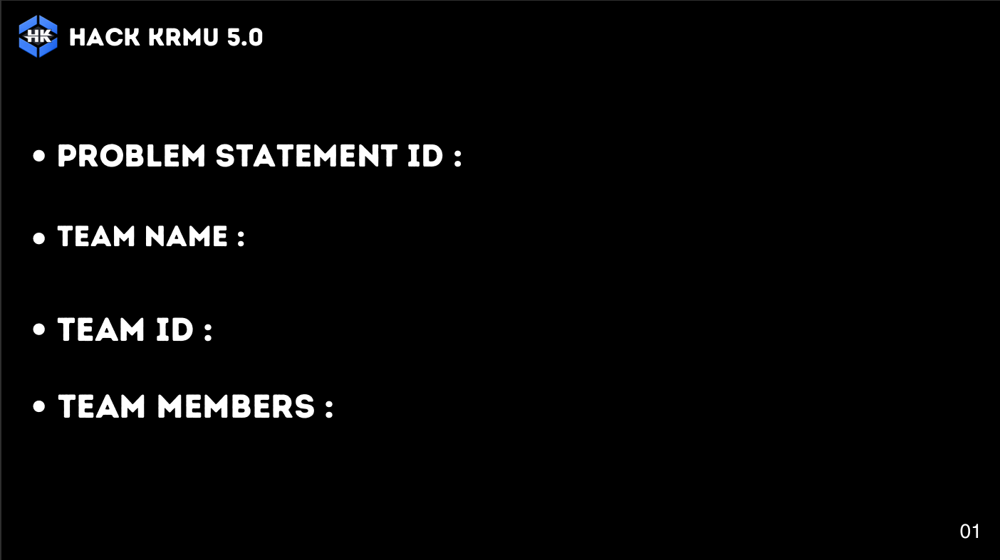 HK HACK KRMU 5.0
• PROBLEM STATEMENT ID :
• TEAM NAME :
• TEAM ID :
• TEAM MEMBERS :
01